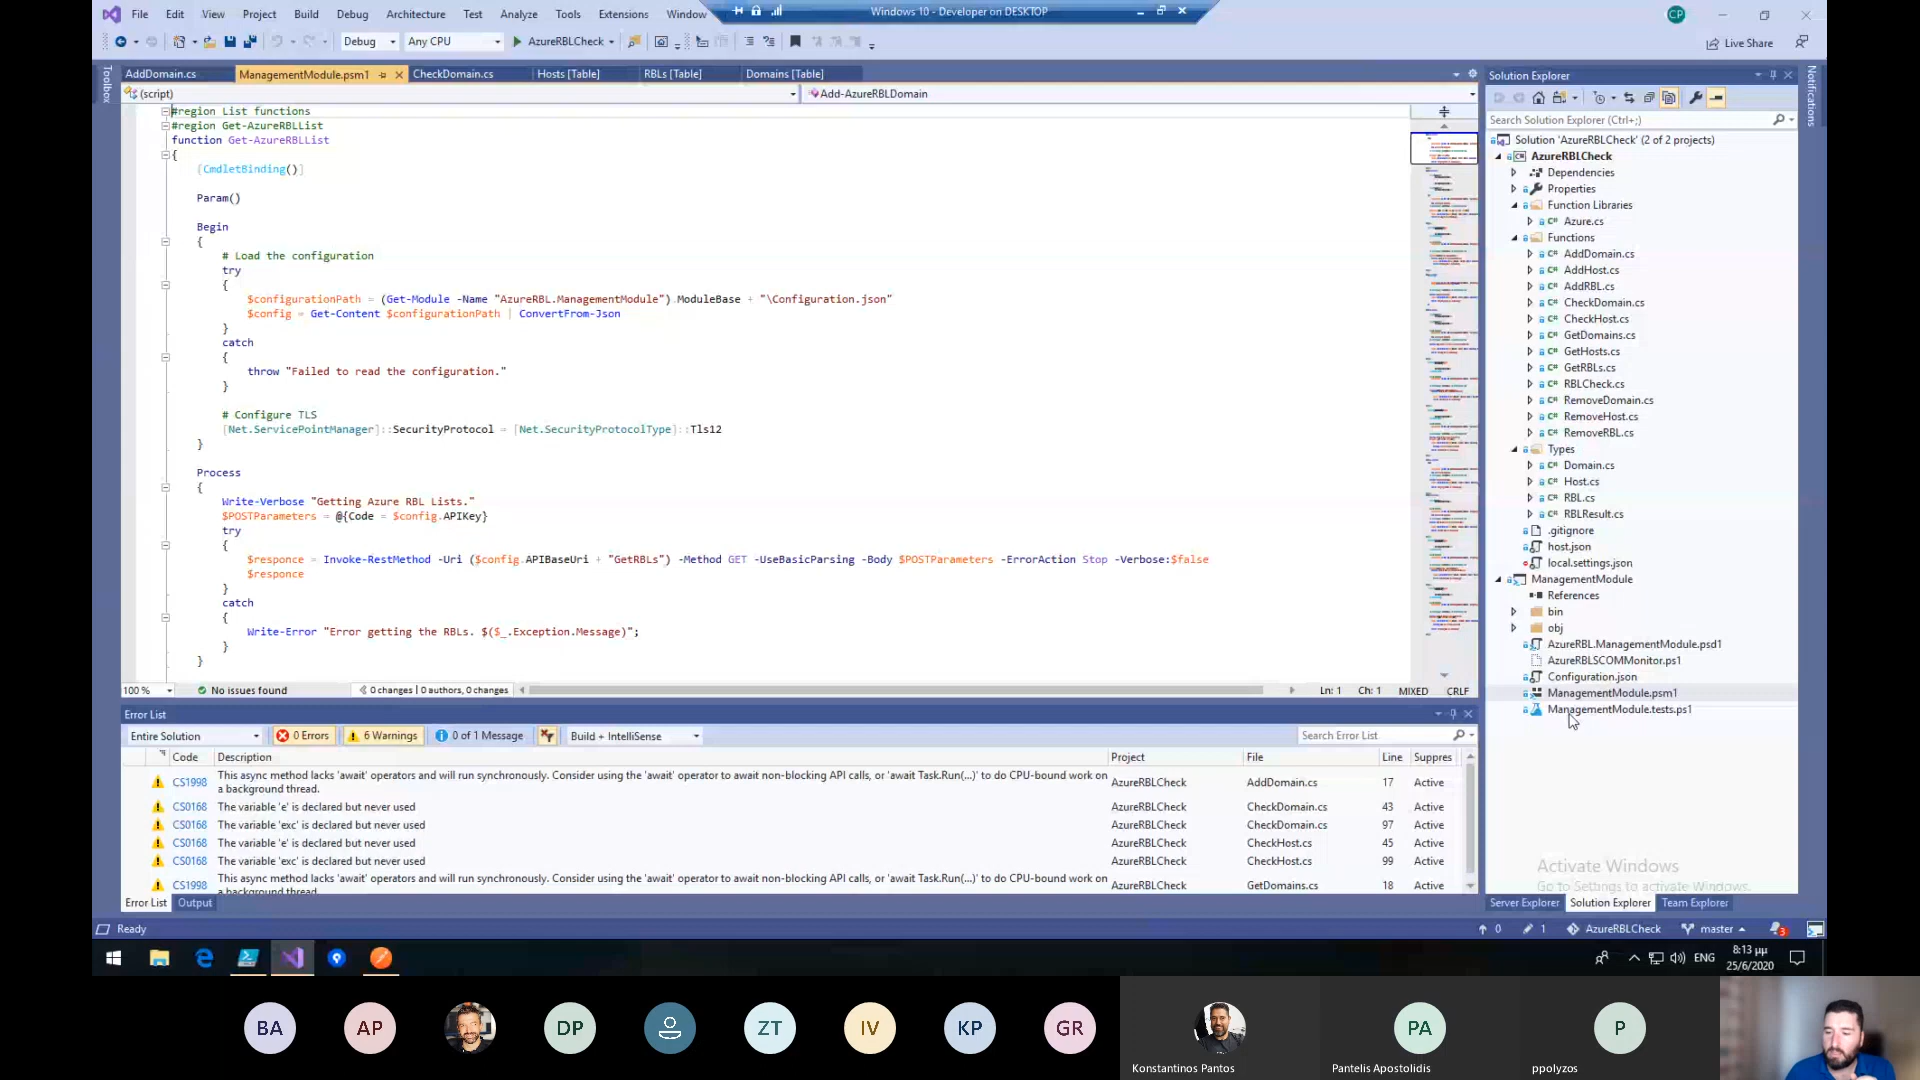 File Edit View Project Build Debug Architecture Test Analyze Tools Extensions Window
Windows 10 - Developer on DESKTOP
CP
Debug Any CPU AzureRBLCheck
Live Share
Toolbox
AddDomain.cs ManagementModule.psm1 CheckDomain.cs Hosts [Table] RBLs [Table] Domains [Table]
(script) Add-AzureRBLDomain
#region List functions
#region Get-AzureRBLList
function Get-AzureRBLList
{
[CmdletBinding()]
Param()
Begin
{
# Load the configuration
try
{
$configurationPath = (Get-Module -Name "AzureRBL.ManagementModule").ModuleBase + "\Configuration.json"
$config = Get-Content $configurationPath | ConvertFrom-Json
}
catch
{
throw "Failed to read the configuration."
}
# Configure TLS
[Net.ServicePointManager]::SecurityProtocol = [Net.SecurityProtocolType]::Tls12
}
Process
{
Write-Verbose "Getting Azure RBL Lists."
$POSTParameters = @{Code = $config.APIKey}
try
{
$responce = Invoke-RestMethod -Uri ($config.APIBaseUri + "GetRBLs") -Method GET -UseBasicParsing -Body $POSTParameters -ErrorAction Stop -Verbose:$false
$responce
}
catch
{
Write-Error "Error getting the RBLs. $($_.Exception.Message)";
}
}
100 % No issues found 0 changes | 0 authors, 0 changes Ln: 1 Ch: 1 MIXED CRLF
Solution Explorer
Notifications
Search Solution Explorer (Ctrl+;)
Solution 'AzureRBLCheck' (2 of 2 projects)
AzureRBLCheck
Dependencies
Properties
Function Libraries
C# Azure.cs
Functions
C# AddDomain.cs
C# AddHost.cs
C# AddRBL.cs
C# CheckDomain.cs
C# CheckHost.cs
C# GetDomains.cs
C# GetHosts.cs
C# GetRBLs.cs
C# RBLCheck.cs
C# RemoveDomain.cs
C# RemoveHost.cs
C# RemoveRBL.cs
Types
C# Domain.cs
C# Host.cs
C# RBL.cs
C# RBLResult.cs
.gitignore
host.json
local.settings.json
ManagementModule
References
bin
obj
AzureRBL.ManagementModule.psd1
AzureRBLSCOMMonitor.ps1
Configuration.json
ManagementModule.psm1
ManagementModule.tests.ps1
Error List
Entire Solution 0 Errors 6 Warnings 0 of 1 Message Build + IntelliSense Search Error List
Code Description Project File Line Suppres
CS1998 This async method lacks 'await' operators and will run synchronously. Consider using the 'await' operator to await non-blocking API calls, or 'await Task.Run(...)' to do CPU-bound work on a background thread. AzureRBLCheck AddDomain.cs 17 Active
CS0168 The variable 'e' is declared but never used AzureRBLCheck CheckDomain.cs 43 Active
CS0168 The variable 'exc' is declared but never used AzureRBLCheck CheckDomain.cs 97 Active
CS0168 The variable 'e' is declared but never used AzureRBLCheck CheckHost.cs 45 Active
CS0168 The variable 'exc' is declared but never used AzureRBLCheck CheckHost.cs 99 Active
CS1998 This async method lacks 'await' operators and will run synchronously. Consider using the 'await' operator to await non-blocking API calls, or 'await Task.Run(...)' to do CPU-bound work on a background thread. AzureRBLCheck GetDomains.cs 18 Active
Activate Windows
Go to Settings to activate Windows.
Error List Output
Server Explorer Solution Explorer Team Explorer
Ready 0 1 AzureRBLCheck master 3
ENG
8:13 μμ
25/6/2020
BA AP DP ZT IV KP GR PA P
Konstantinos Pantos Pantelis Apostolidis ppolyzos